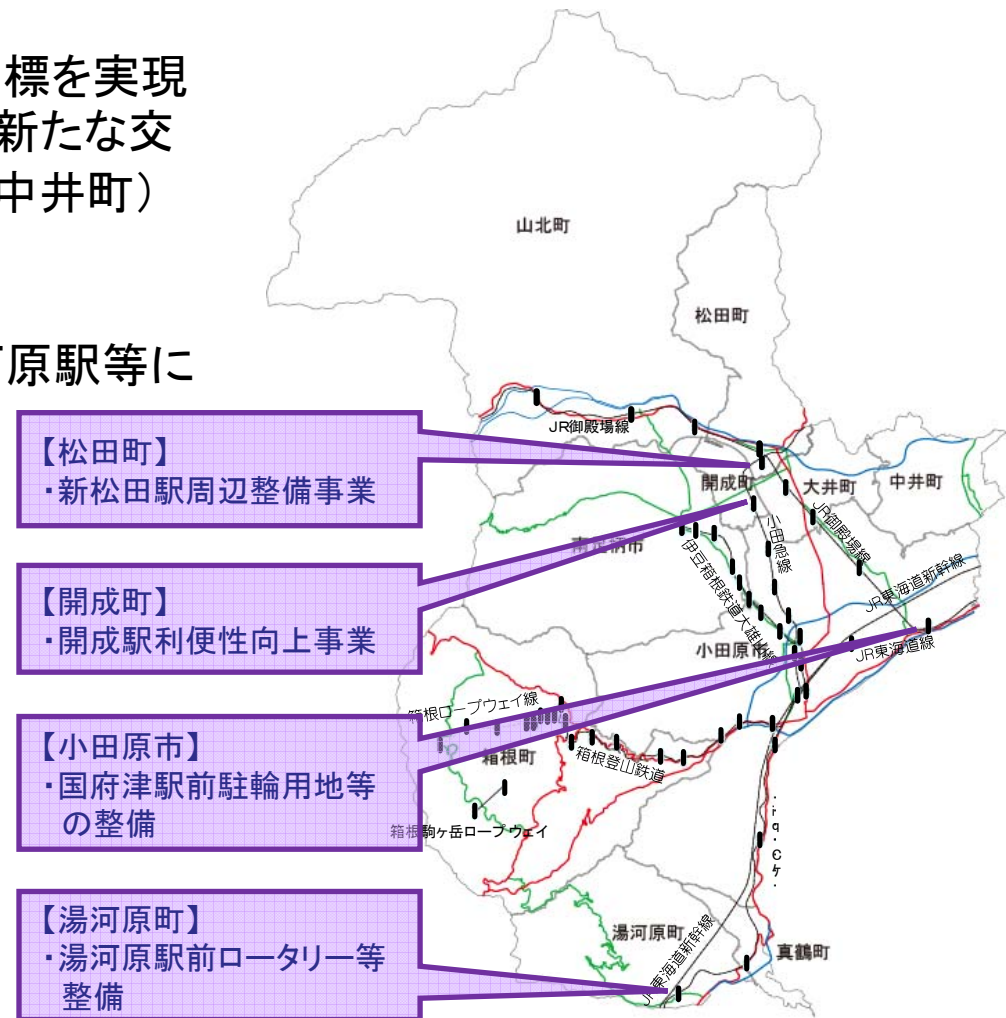 標を実現
新たな交
中井町）
河原駅等に
【松田町】
・新松田駅周辺整備事業
【開成町】
・開成駅利便性向上事業
【小田原市】
・国府津駅前駐輪用地等
の整備
【湯河原町】
・湯河原駅前ロータリー等
整備
山北町
松田町
JR御殿場線
開成町
大井町
中井町
南足柄市
小田急線
JR御殿場線
伊豆箱根鉄道大雄山線
JR東海道新幹線
小田原市
JR東海道線
箱根ロープウェイ線
箱根町
箱根登山鉄道
箱根駒ヶ岳ロープウェイ
湯河原町
JR東海道新幹線
真鶴町